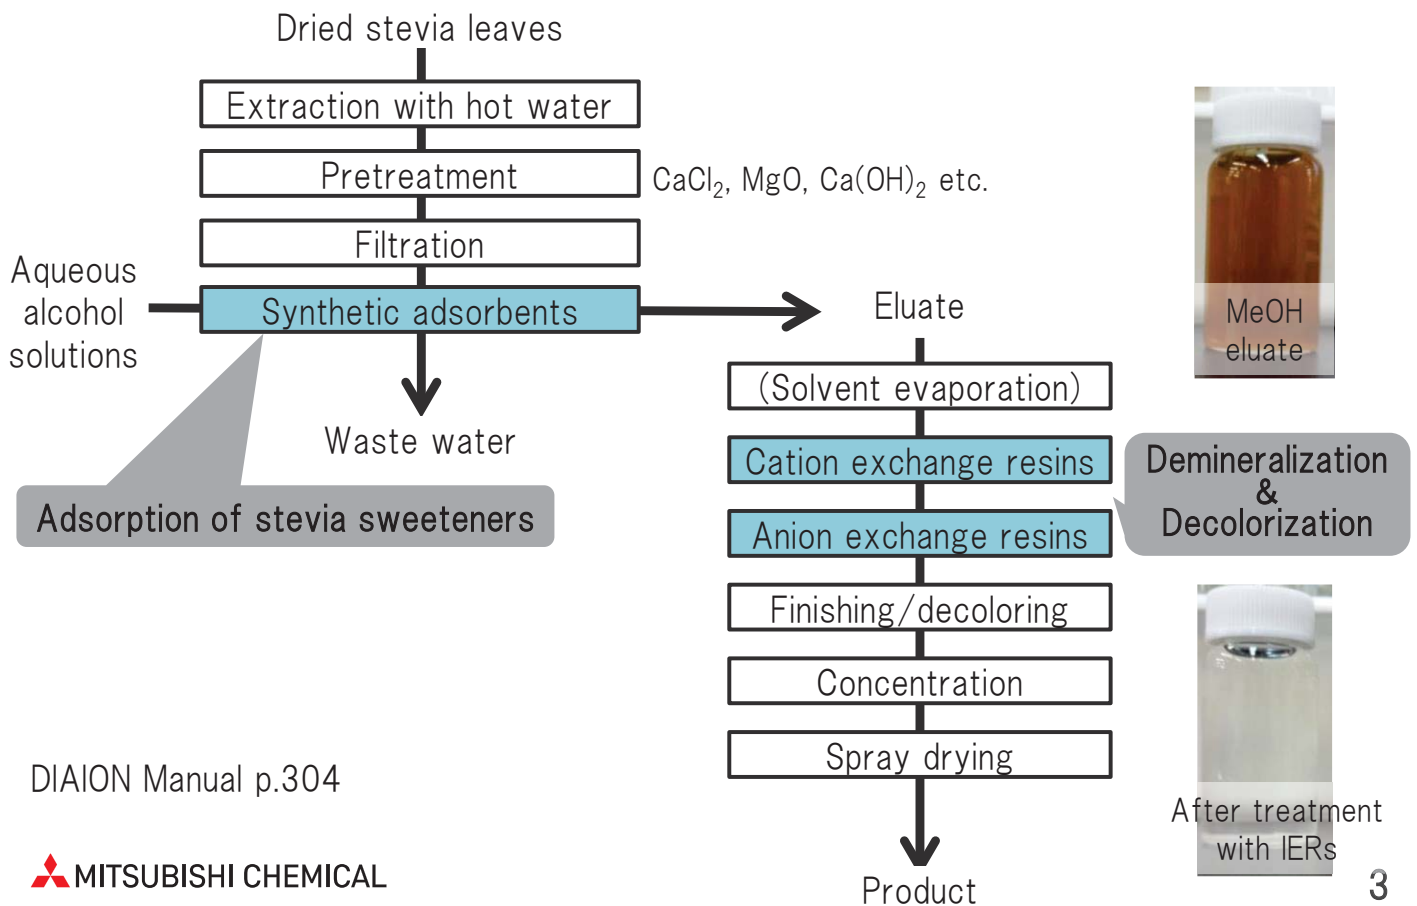 Dried stevia leaves
Extraction with hot water
Pretreatment
CaCl₂, MgO, Ca(OH)₂ etc.
Filtration
Aqueous
alcohol
solutions
Synthetic adsorbents
Eluate
Waste water
Adsorption of stevia sweeteners
(Solvent evaporation)
Cation exchange resins
Anion exchange resins
Demineralization
&
Decolorization
Finishing/decoloring
Concentration
Spray drying
Product
MeOH
eluate
After treatment
with IERs
DIAION Manual p.304
MITSUBISHI CHEMICAL
3